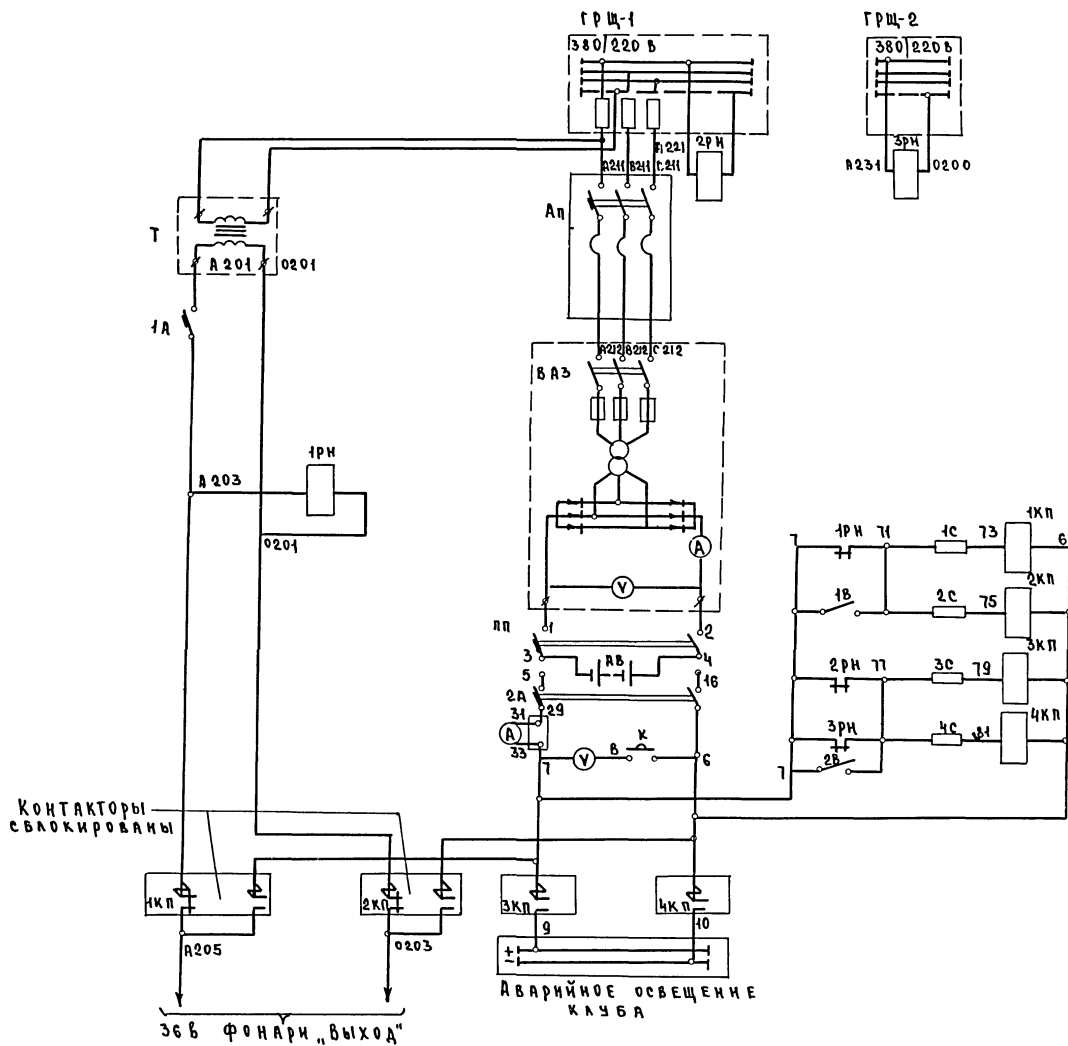 ГРЩ-1
ГРЩ-2
380/220 В
380/220 В
А221
2РН
А211
В211
С211
А231
3РН
0200
АП
Т
А201
0201
1А
А212
В212
С212
ВАЗ
1РН
А203
0201
А
V
1
2
ПП
3
АВ
4
5
16
2А
31
29
А
33
7
V
В
К
6
7
1РН
71
1С
73
1КП
6
1В
2С
75
2КП
2РН
77
3С
79
3КП
3РН
4С
81
4КП
2В
7
Контакторы
сблокированы
1КП
2КП
3КП
4КП
А205
0203
9
10
+
-
Аварийное освещение
клуба
36 В фонари „Выход"